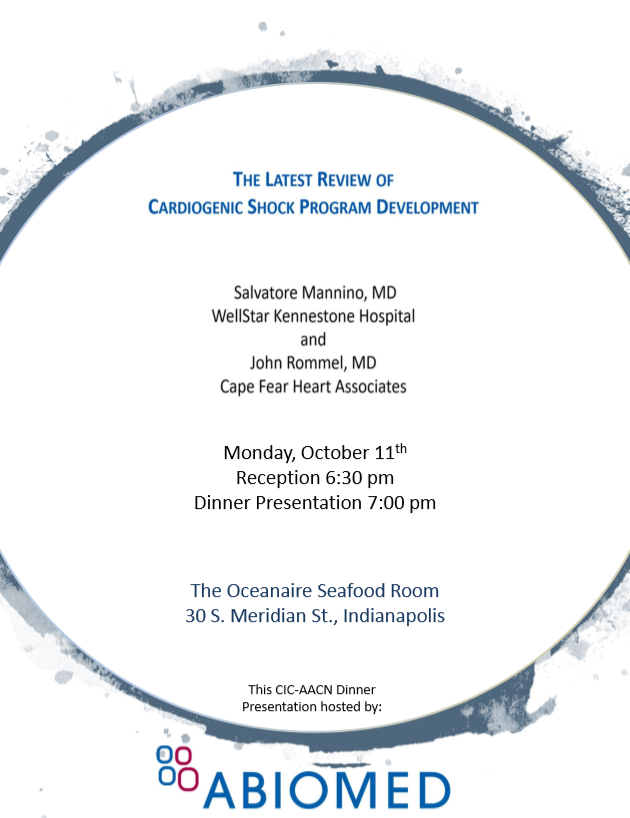 The Latest Review of
Cardiogenic Shock Program Development
Salvatore Mannino, MD
WellStar Kennestone Hospital
and
John Rommel, MD
Cape Fear Heart Associates
Monday, October 11th
Reception 6:30 pm
Dinner Presentation 7:00 pm
The Oceanaire Seafood Room
30 S. Meridian St., Indianapolis
This CIC-AACN Dinner
Presentation hosted by:
ABIOMED